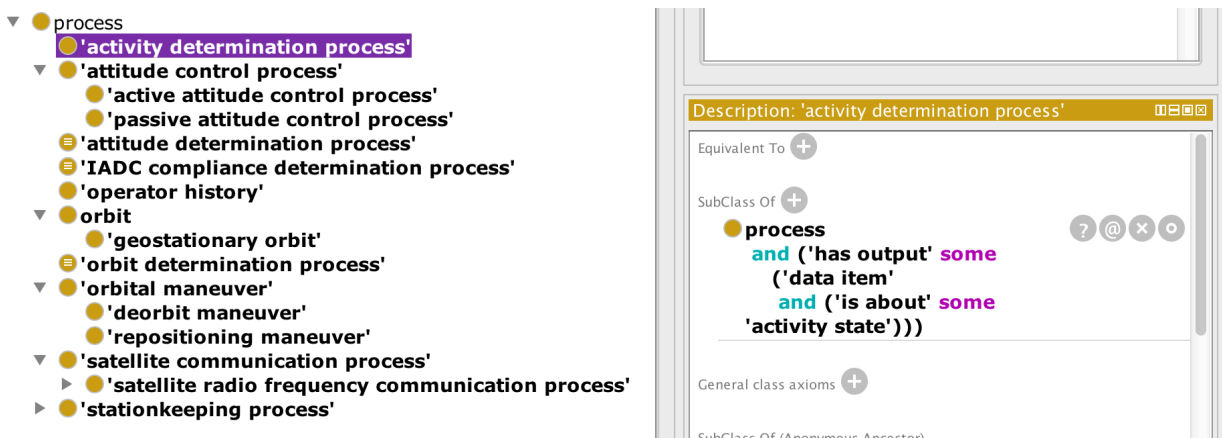 process
'activity determination process'
'attitude control process'
'active attitude control process'
'passive attitude control process'
'attitude determination process'
'IADC compliance determination process'
'operator history'
orbit
'geostationary orbit'
'orbit determination process'
'orbital maneuver'
'deorbit maneuver'
'repositioning maneuver'
'satellite communication process'
'satellite radio frequency communication process'
'stationkeeping process'
Description: 'activity determination process'
Equivalent To
SubClass Of
process
and ('has output' some
('data item'
and ('is about' some
'activity state')))
General class axioms
SubClass Of (Anonymous Ancestor)